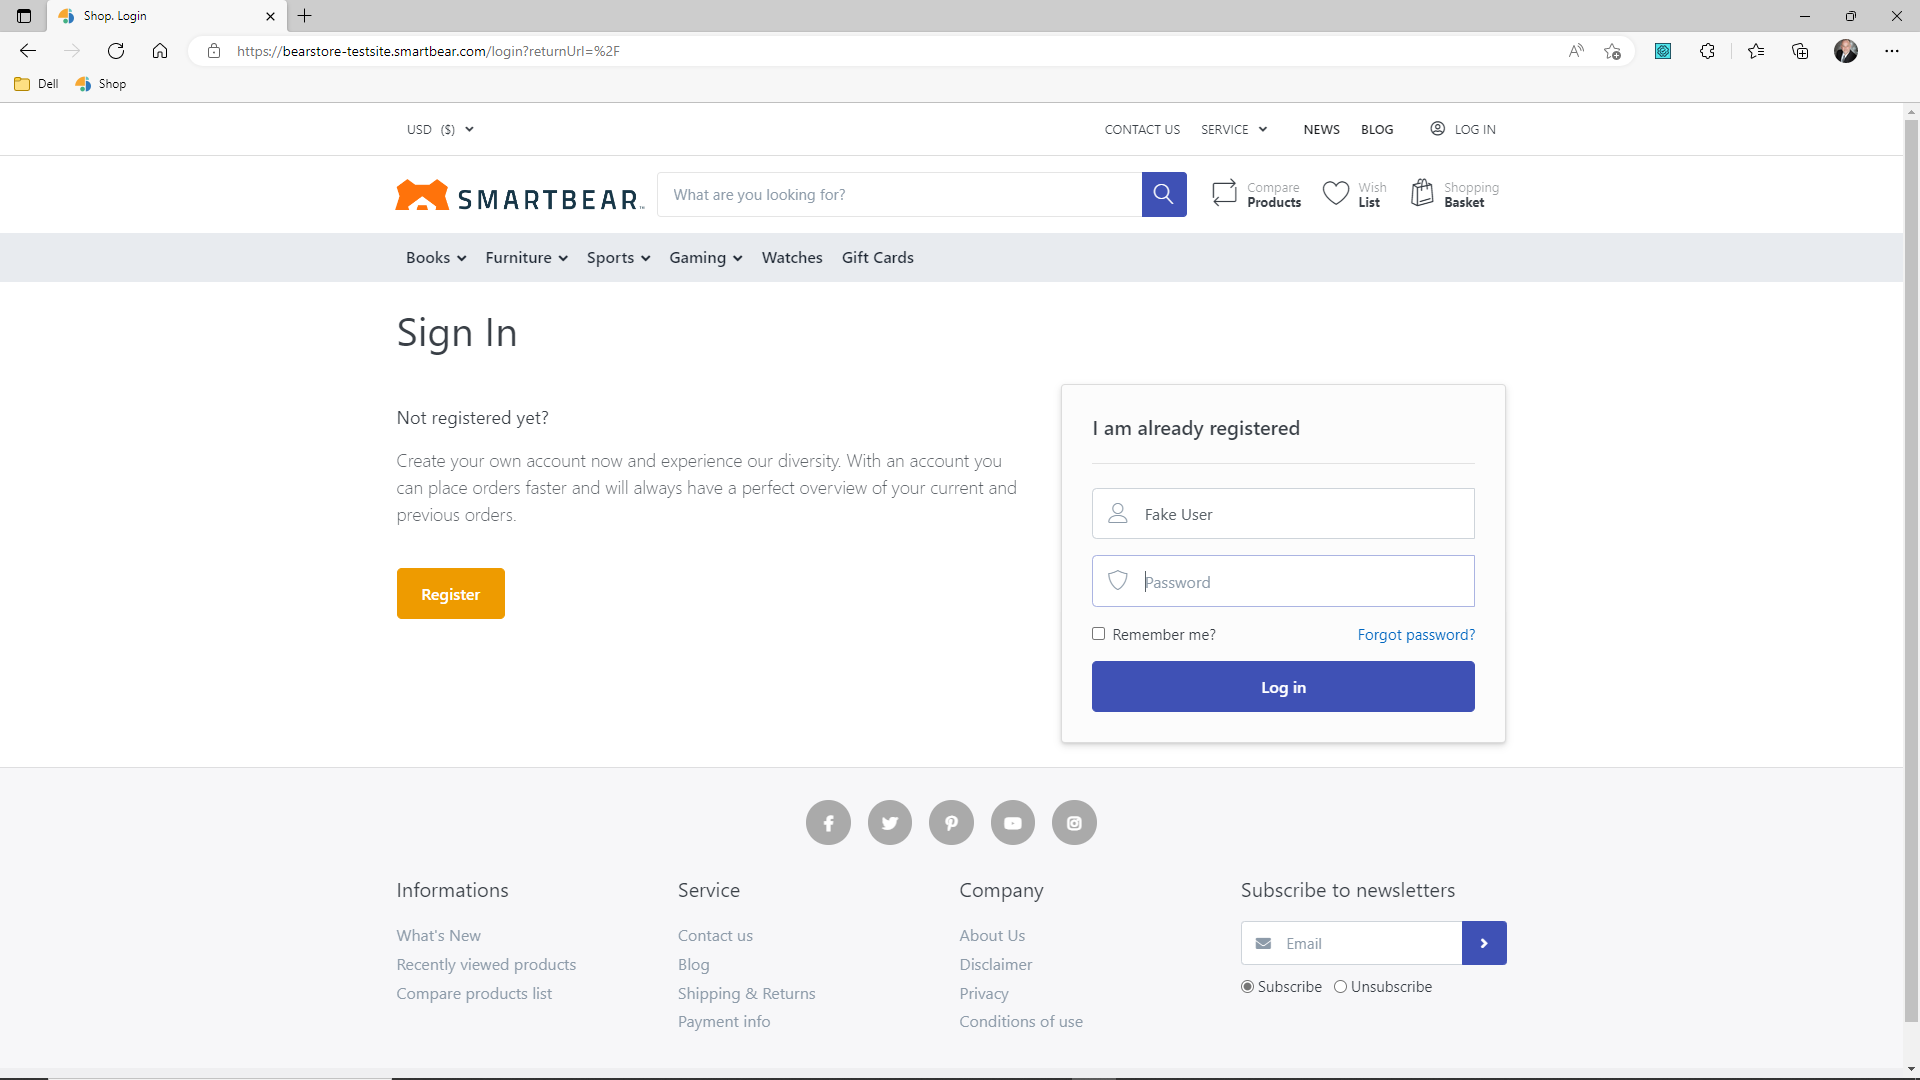 Shop. Login
https://bearstore-testsite.smartbear.com/login?returnUrl=%2F
Dell Shop
USD ($) CONTACT US SERVICE NEWS BLOG LOG IN
SMARTBEAR
What are you looking for?
Compare Products
Wish List
Shopping Basket
Books Furniture Sports Gaming Watches Gift Cards
Sign In
Not registered yet?
Create your own account now and experience our diversity. With an account you
can place orders faster and will always have a perfect overview of your current and
previous orders.
Register
I am already registered
Fake User
Password
Remember me? Forgot password?
Log in
Informations
What's New
Recently viewed products
Compare products list
Service
Contact us
Blog
Shipping & Returns
Payment info
Company
About Us
Disclaimer
Privacy
Conditions of use
Subscribe to newsletters
Email
Subscribe Unsubscribe